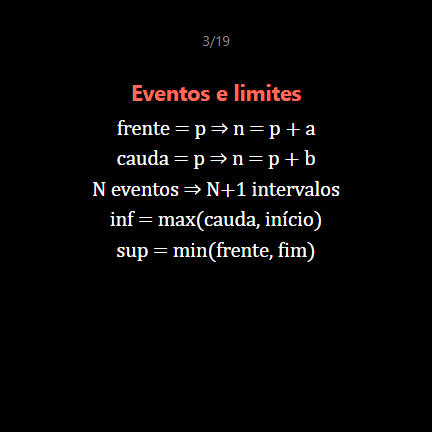 3/19
Eventos e limites
frente = p ⇒ n = p + a
cauda = p ⇒ n = p + b
N eventos ⇒ N+1 intervalos
inf = max(cauda, início)
sup = min(frente, fim)